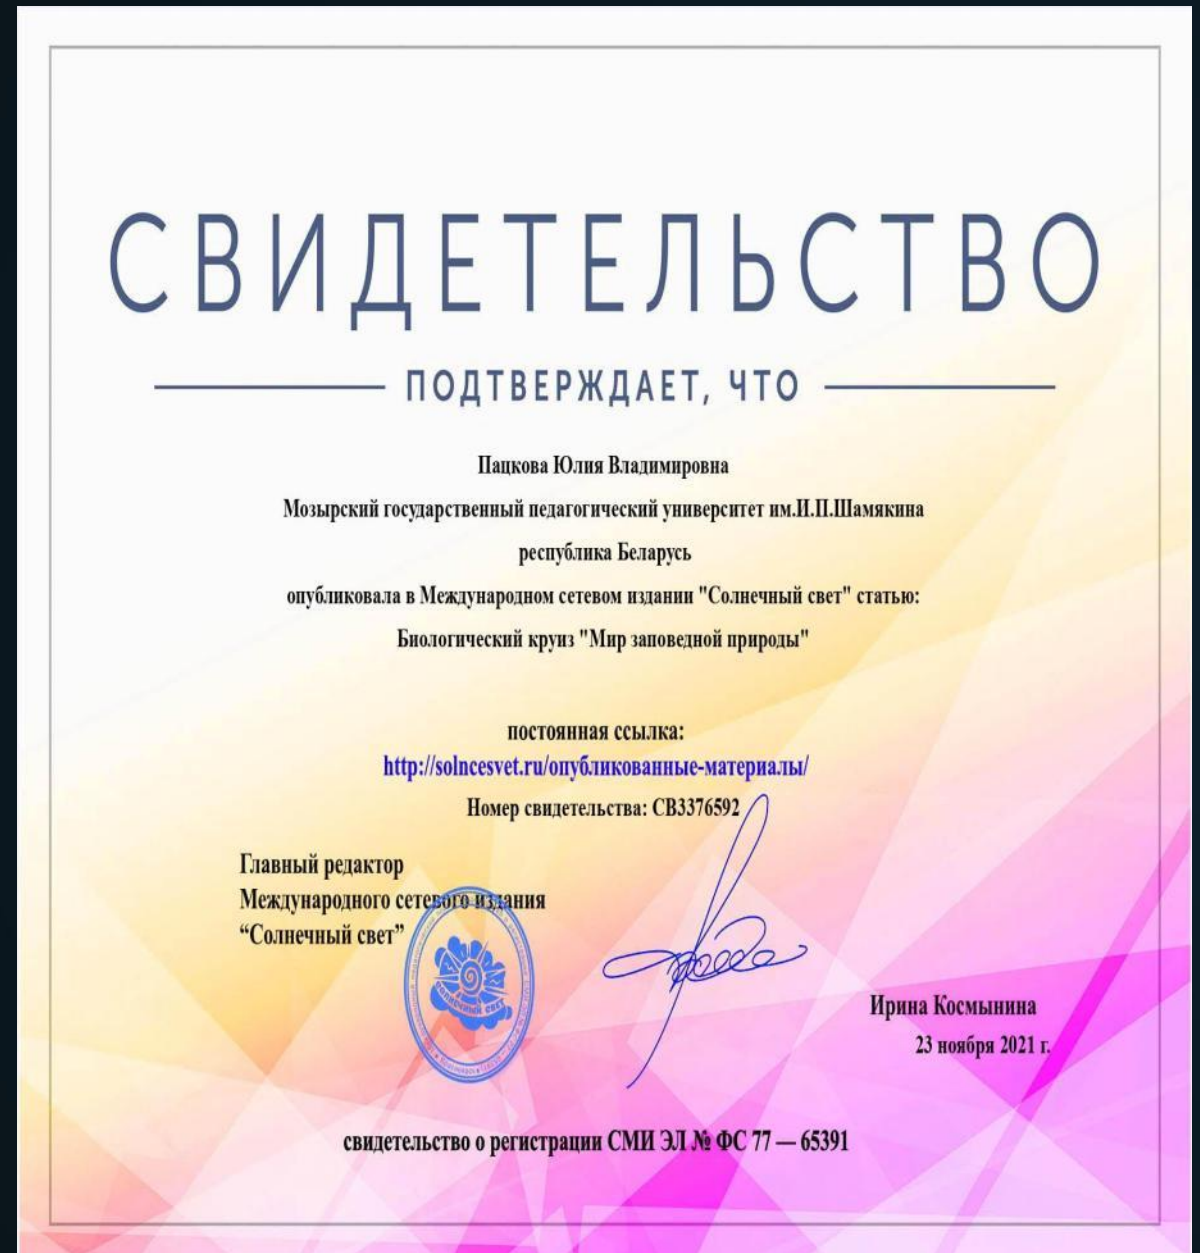 СВИДЕТЕЛЬСТВО
ПОДТВЕРЖДАЕТ, ЧТО
Пацкова Юлия Владимировна
Мозырский государственный педагогический университет им.И.П.Шамякина
республика Беларусь
опубликовала в Международном сетевом издании "Солнечный свет" статью:
Биологический круиз "Мир заповедной природы"
постоянная ссылка:
http://solncesvet.ru/опубликованные-материалы/
Номер свидетельства: СВ3376592
Главный редактор
Международного сетевого издания
“Солнечный свет”
СОЛНЕЧНЫЙ СВЕТ
Ирина Космынина
23 ноября 2021 г.
свидетельство о регистрации СМИ ЭЛ № ФС 77 — 65391